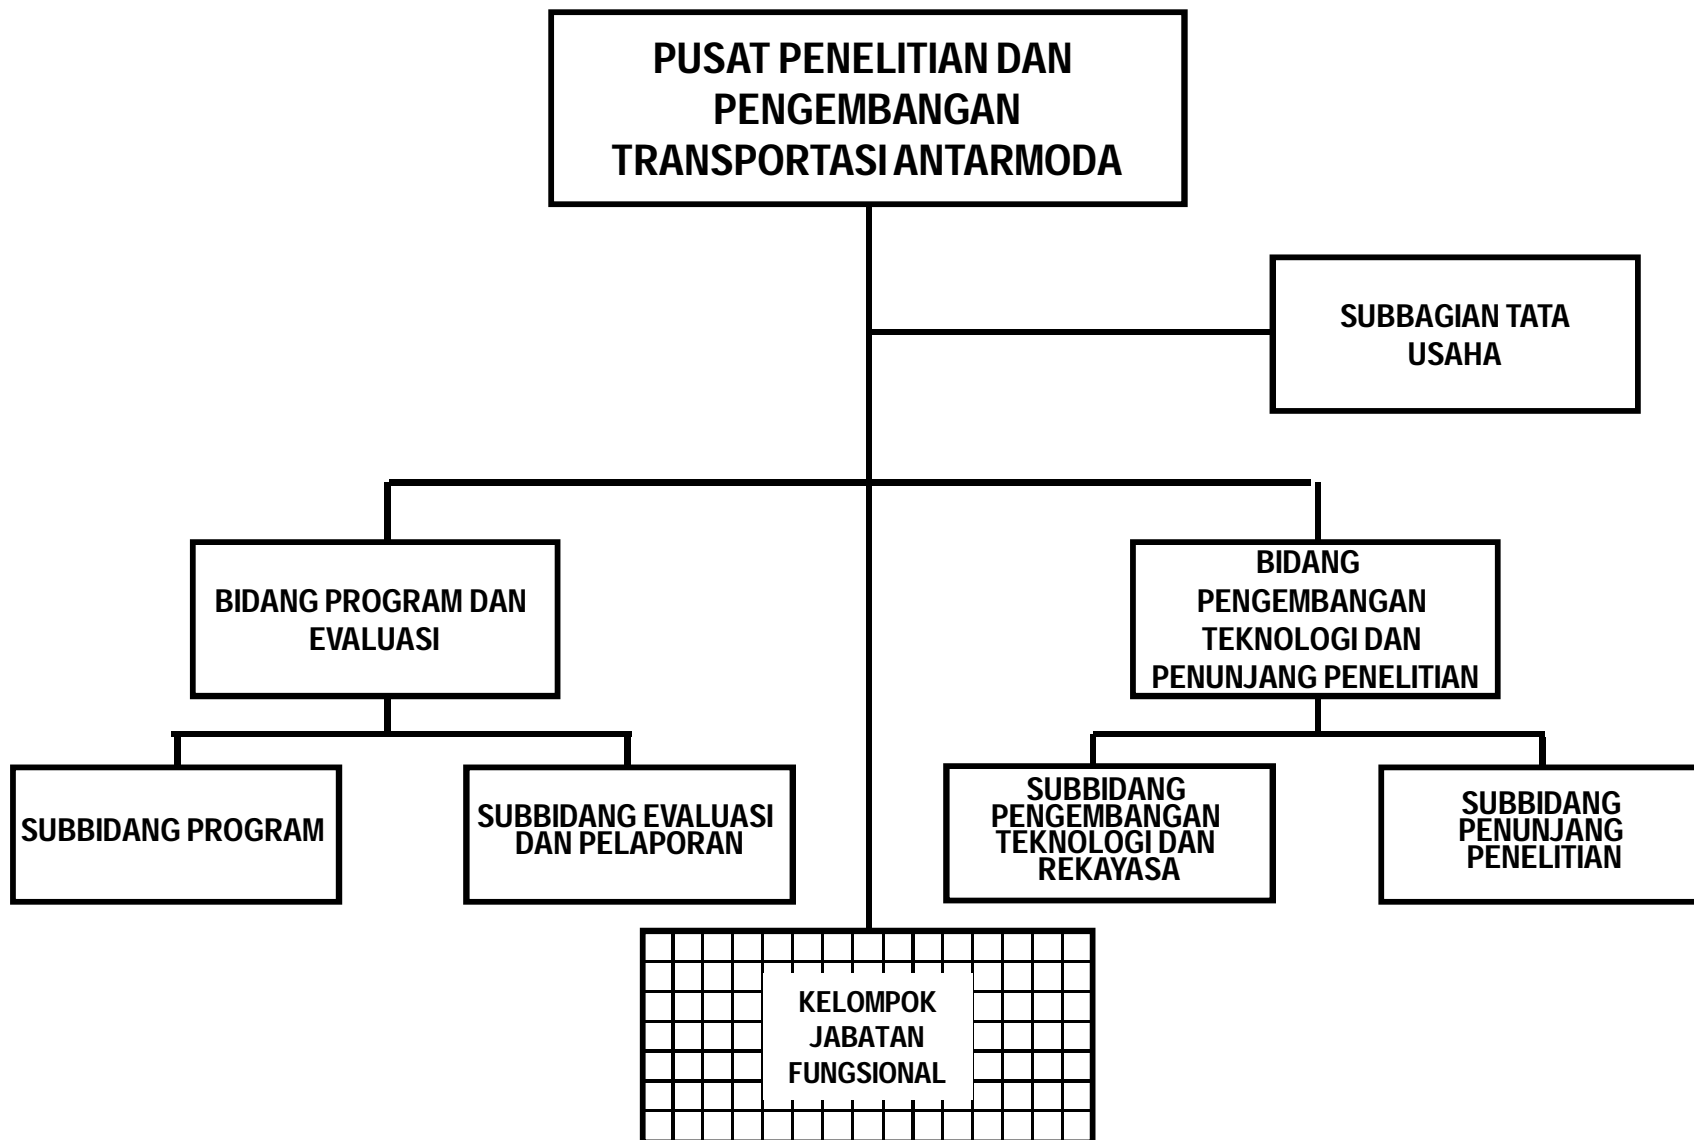 PUSAT PENELITIAN DAN
PENGEMBANGAN
TRANSPORTASI ANTARMODA
SUBBAGIAN TATA
USAHA
BIDANG PROGRAM DAN
EVALUASI
BIDANG
PENGEMBANGAN
TEKNOLOGI DAN
PENUNJANG PENELITIAN
SUBBIDANG PROGRAM
SUBBIDANG EVALUASI
DAN PELAPORAN
SUBBIDANG
PENGEMBANGAN
TEKNOLOGI DAN
REKAYASA
SUBBIDANG
PENUNJANG
PENELITIAN
KELOMPOK
JABATAN
FUNGSIONAL